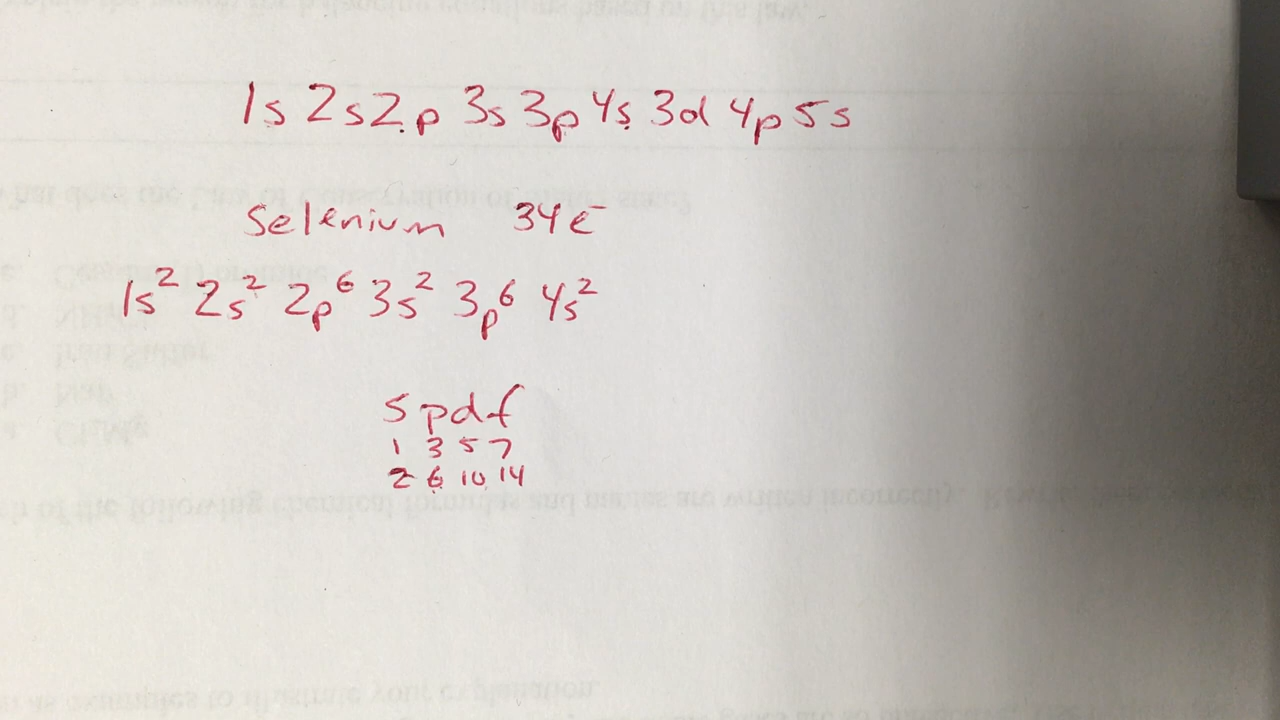 1s 2s 2p 3s 3p 4s 3d 4p 5s
Selenium 34e⁻
1s² 2s² 2p⁶ 3s² 3p⁶ 4s²
s p d f
1 3 5 7
2 6 10 14